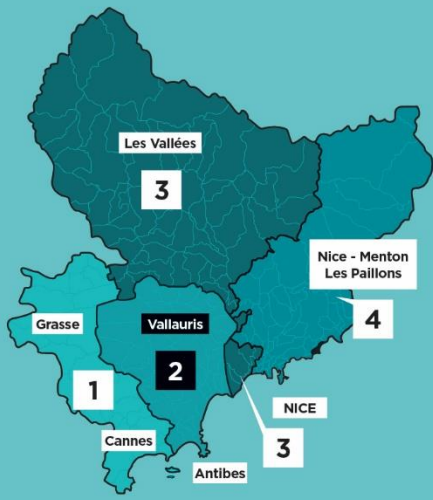 Les Vallées
3
Nice - Menton
Les Paillons
4
Grasse
Vallauris
1
2
NICE
3
Cannes
Antibes